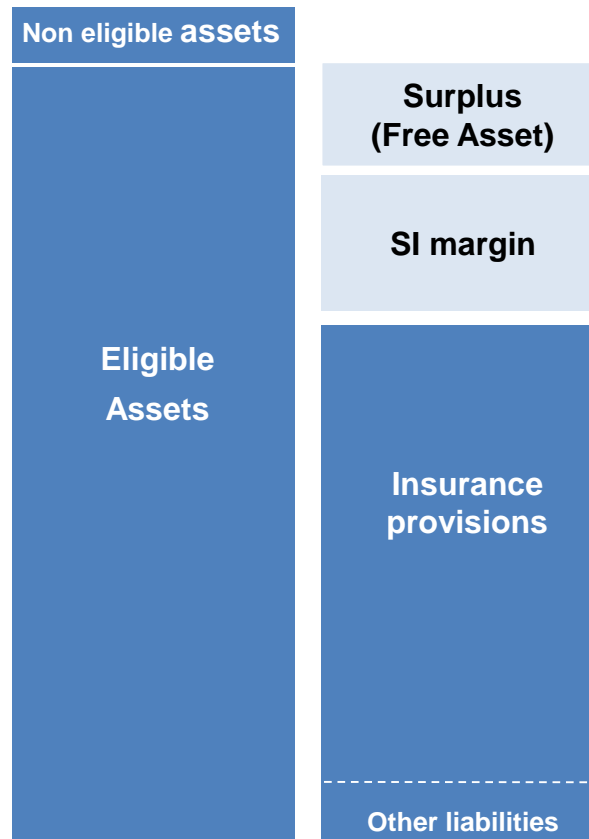 Non eligible assets
Surplus
(Free Asset)
SI margin
Eligible
Assets
Insurance
provisions
Other liabilities